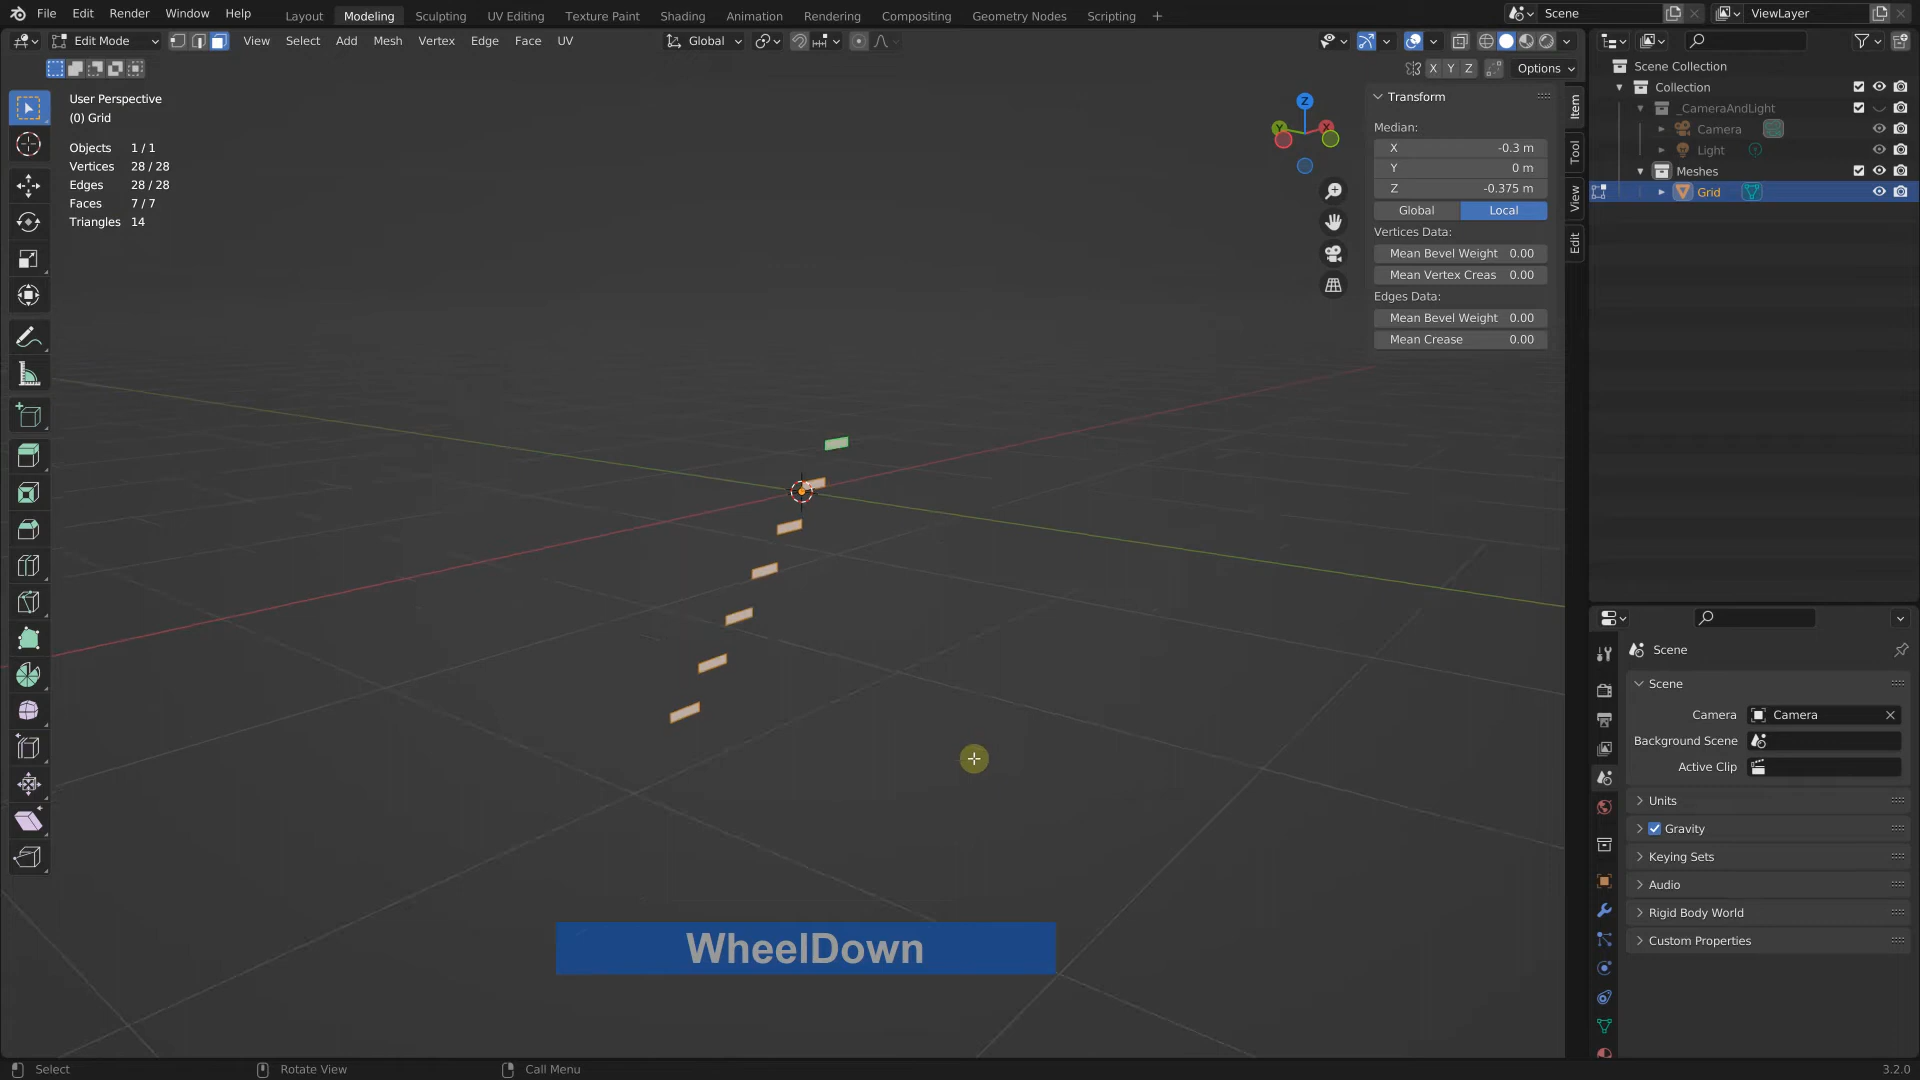 File Edit Render Window Help Layout Modeling Sculpting UV Editing Texture Paint Shading Animation Rendering Compositing Geometry Nodes Scripting + Scene ViewLayer
Edit Mode View Select Add Mesh Vertex Edge Face UV Global
X Y Z Options
User Perspective
(0) Grid
Objects 1 / 1
Vertices 28 / 28
Edges 28 / 28
Faces 7 / 7
Triangles 14
Z
Y
X
Transform
Median:
X -0.3 m
Y 0 m
Z -0.375 m
Global Local
Vertices Data:
Mean Bevel Weight 0.00
Mean Vertex Creas 0.00
Edges Data:
Mean Bevel Weight 0.00
Mean Crease 0.00
Item
Tool
View
Edit
Scene Collection
Collection
_CameraAndLight
Camera
Light
Meshes
Grid
Scene
Scene
Camera Camera
Background Scene
Active Clip
Units
Gravity
Keying Sets
Audio
Rigid Body World
Custom Properties
WheelDown
Select Rotate View Call Menu 3.2.0